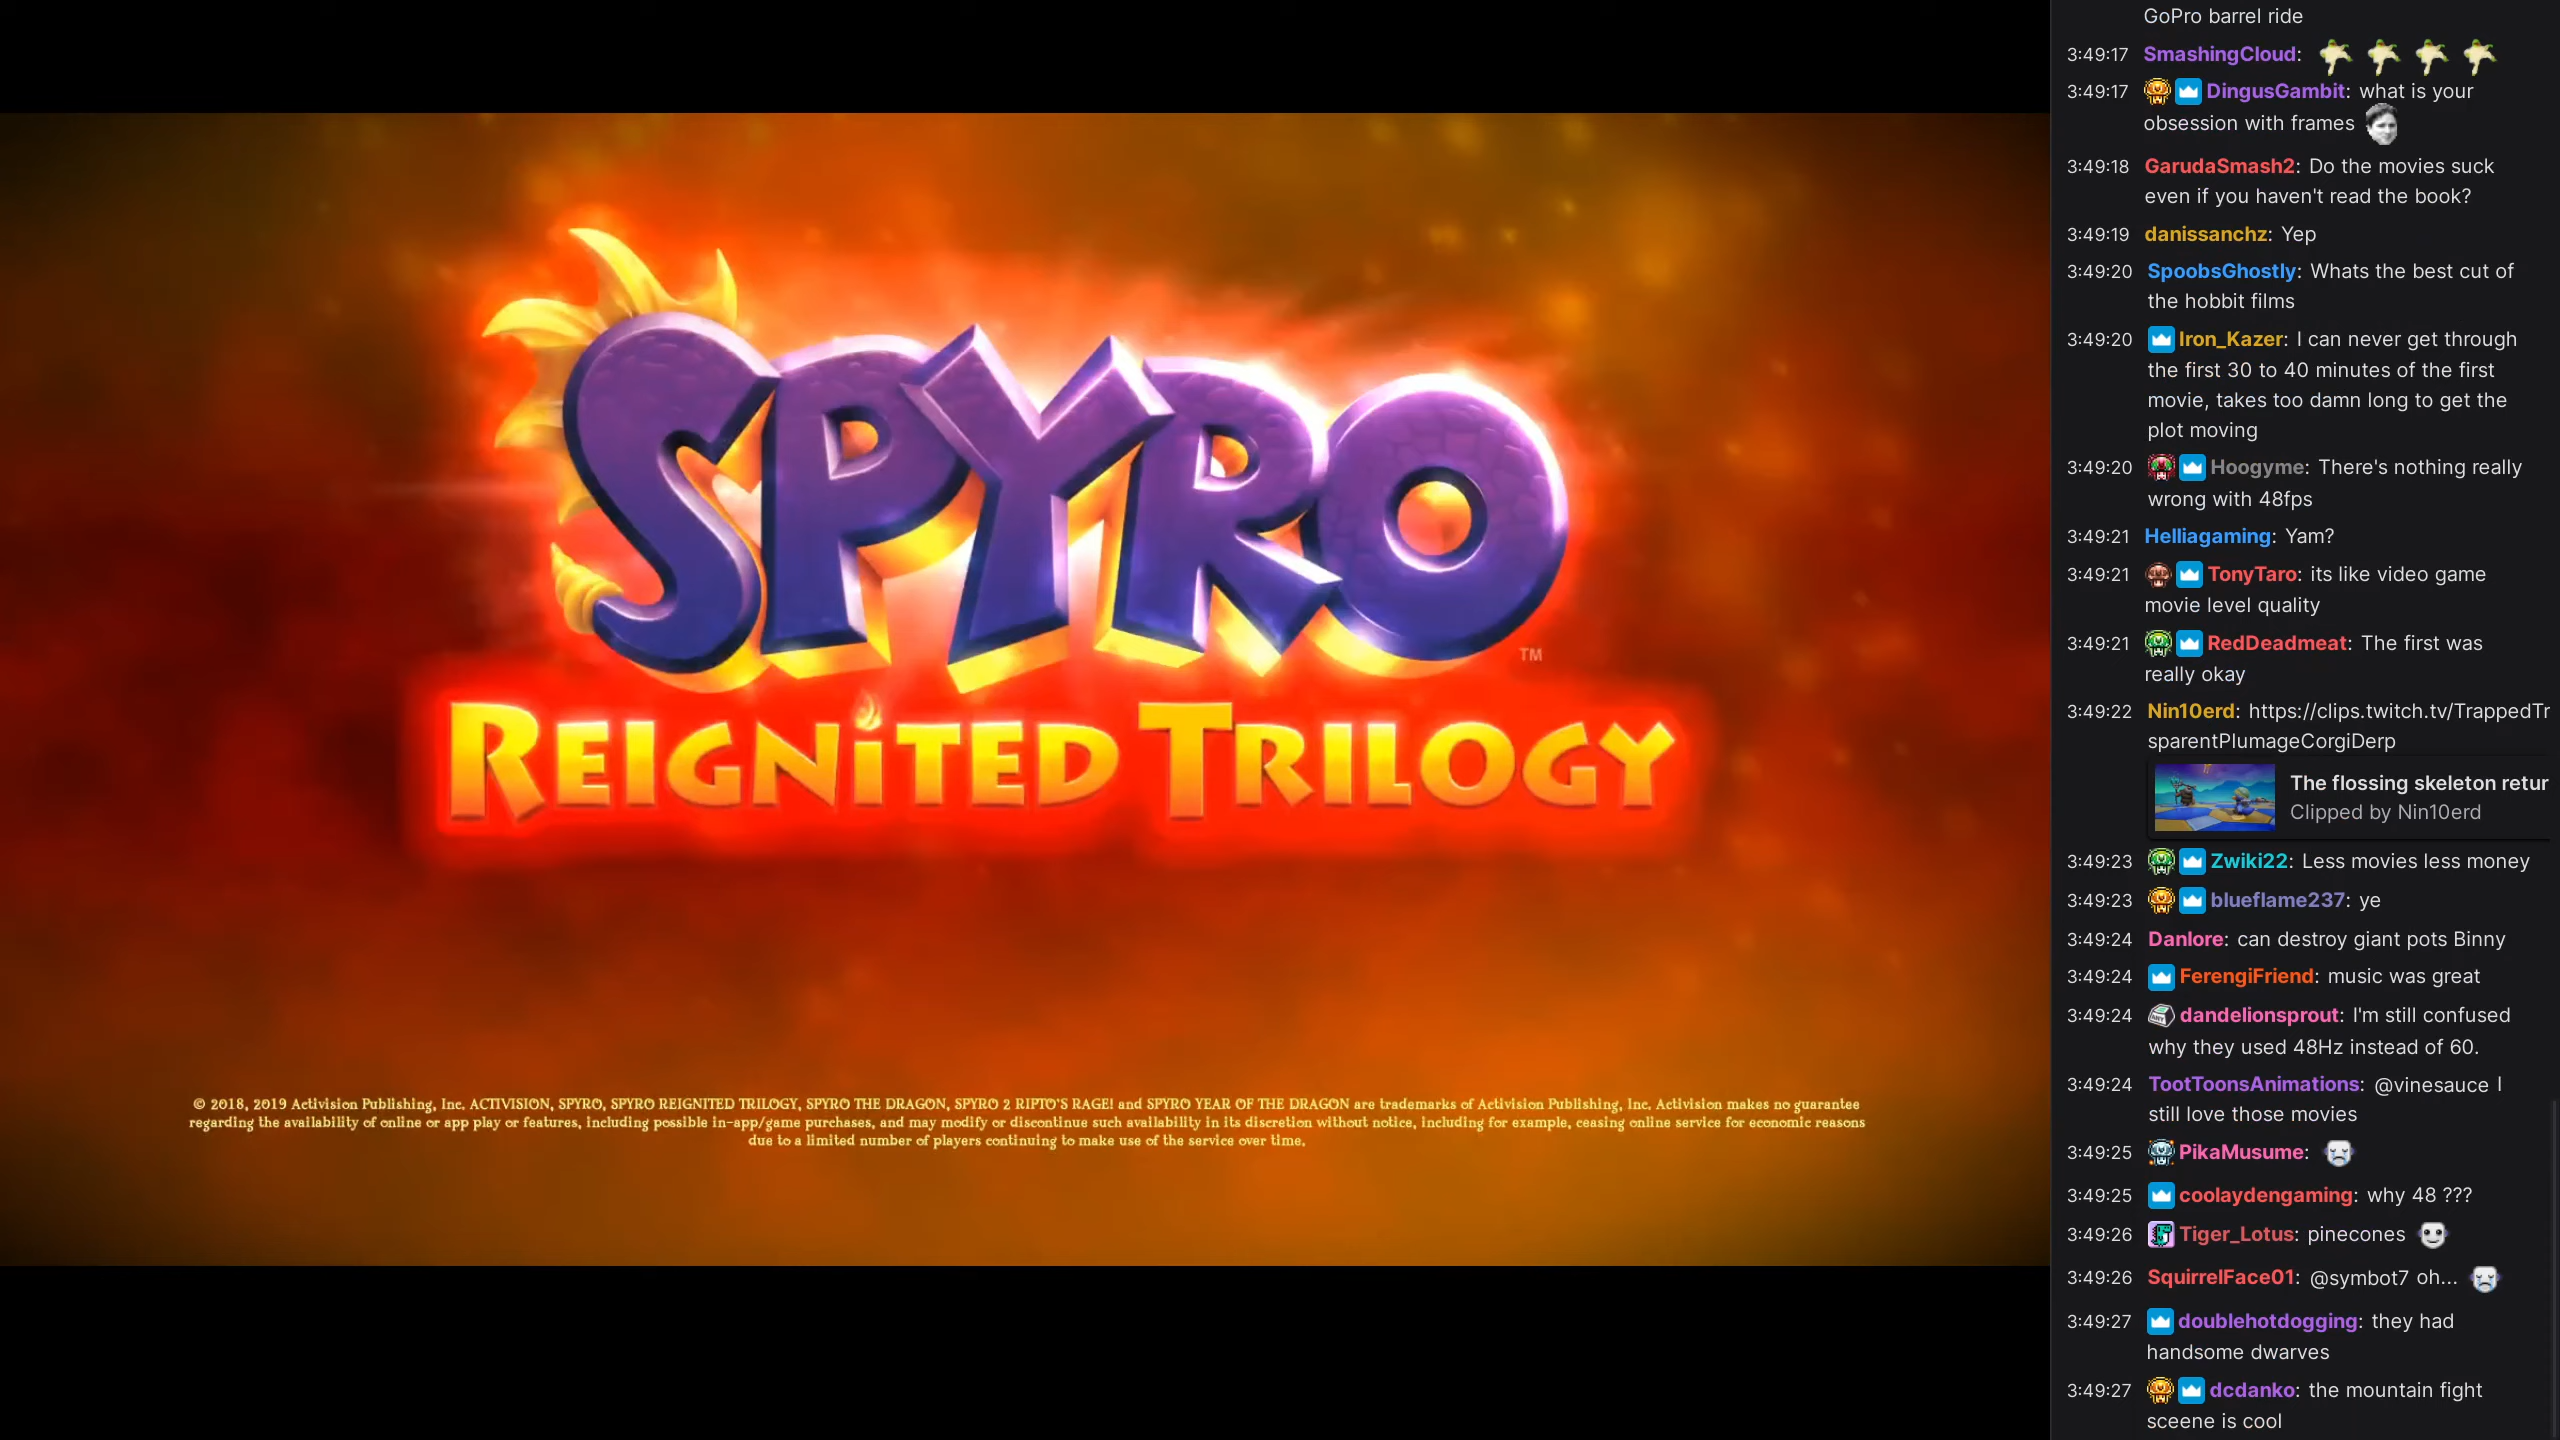 SPYRO
TM
REIGNITED TRILOGY
© 2018, 2019 Activision Publishing, Inc. ACTIVISION, SPYRO, SPYRO REIGNITED TRILOGY, SPYRO THE DRAGON, SPYRO 2 RIPTO'S RAGE! and SPYRO YEAR OF THE DRAGON are trademarks of Activision Publishing, Inc. Activision makes no guarantee
regarding the availability of online or app play or features, including possible in-app/game purchases, and may modify or discontinue such availability in its discretion without notice, including for example, ceasing online service for economic reasons
due to a limited number of players continuing to make use of the service over time.
GoPro barrel ride
3:49:17 SmashingCloud:
3:49:17 DingusGambit: what is your
obsession with frames
3:49:18 GarudaSmash2: Do the movies suck
even if you haven't read the book?
3:49:19 danissanchz: Yep
3:49:20 SpoobsGhostly: Whats the best cut of
the hobbit films
3:49:20 Iron_Kazer: I can never get through
the first 30 to 40 minutes of the first
movie, takes too damn long to get the
plot moving
3:49:20 Hoogyme: There's nothing really
wrong with 48fps
3:49:21 Helliagaming: Yam?
3:49:21 TonyTaro: its like video game
movie level quality
3:49:21 RedDeadmeat: The first was
really okay
3:49:22 Nin10erd: https://clips.twitch.tv/TrappedTr
sparentPlumageCorgiDerp
The flossing skeleton retur
Clipped by Nin10erd
3:49:23 Zwiki22: Less movies less money
3:49:23 blueflame237: ye
3:49:24 Danlore: can destroy giant pots Binny
3:49:24 FerengiFriend: music was great
3:49:24 dandelionsprout: I'm still confused
why they used 48Hz instead of 60.
3:49:24 TootToonsAnimations: @vinesauce I
still love those movies
3:49:25 PikaMusume:
3:49:25 coolaydengaming: why 48 ???
3:49:26 Tiger_Lotus: pinecones
3:49:26 SquirrelFace01: @symbot7 oh...
3:49:27 doublehotdogging: they had
handsome dwarves
3:49:27 dcdanko: the mountain fight
sceene is cool